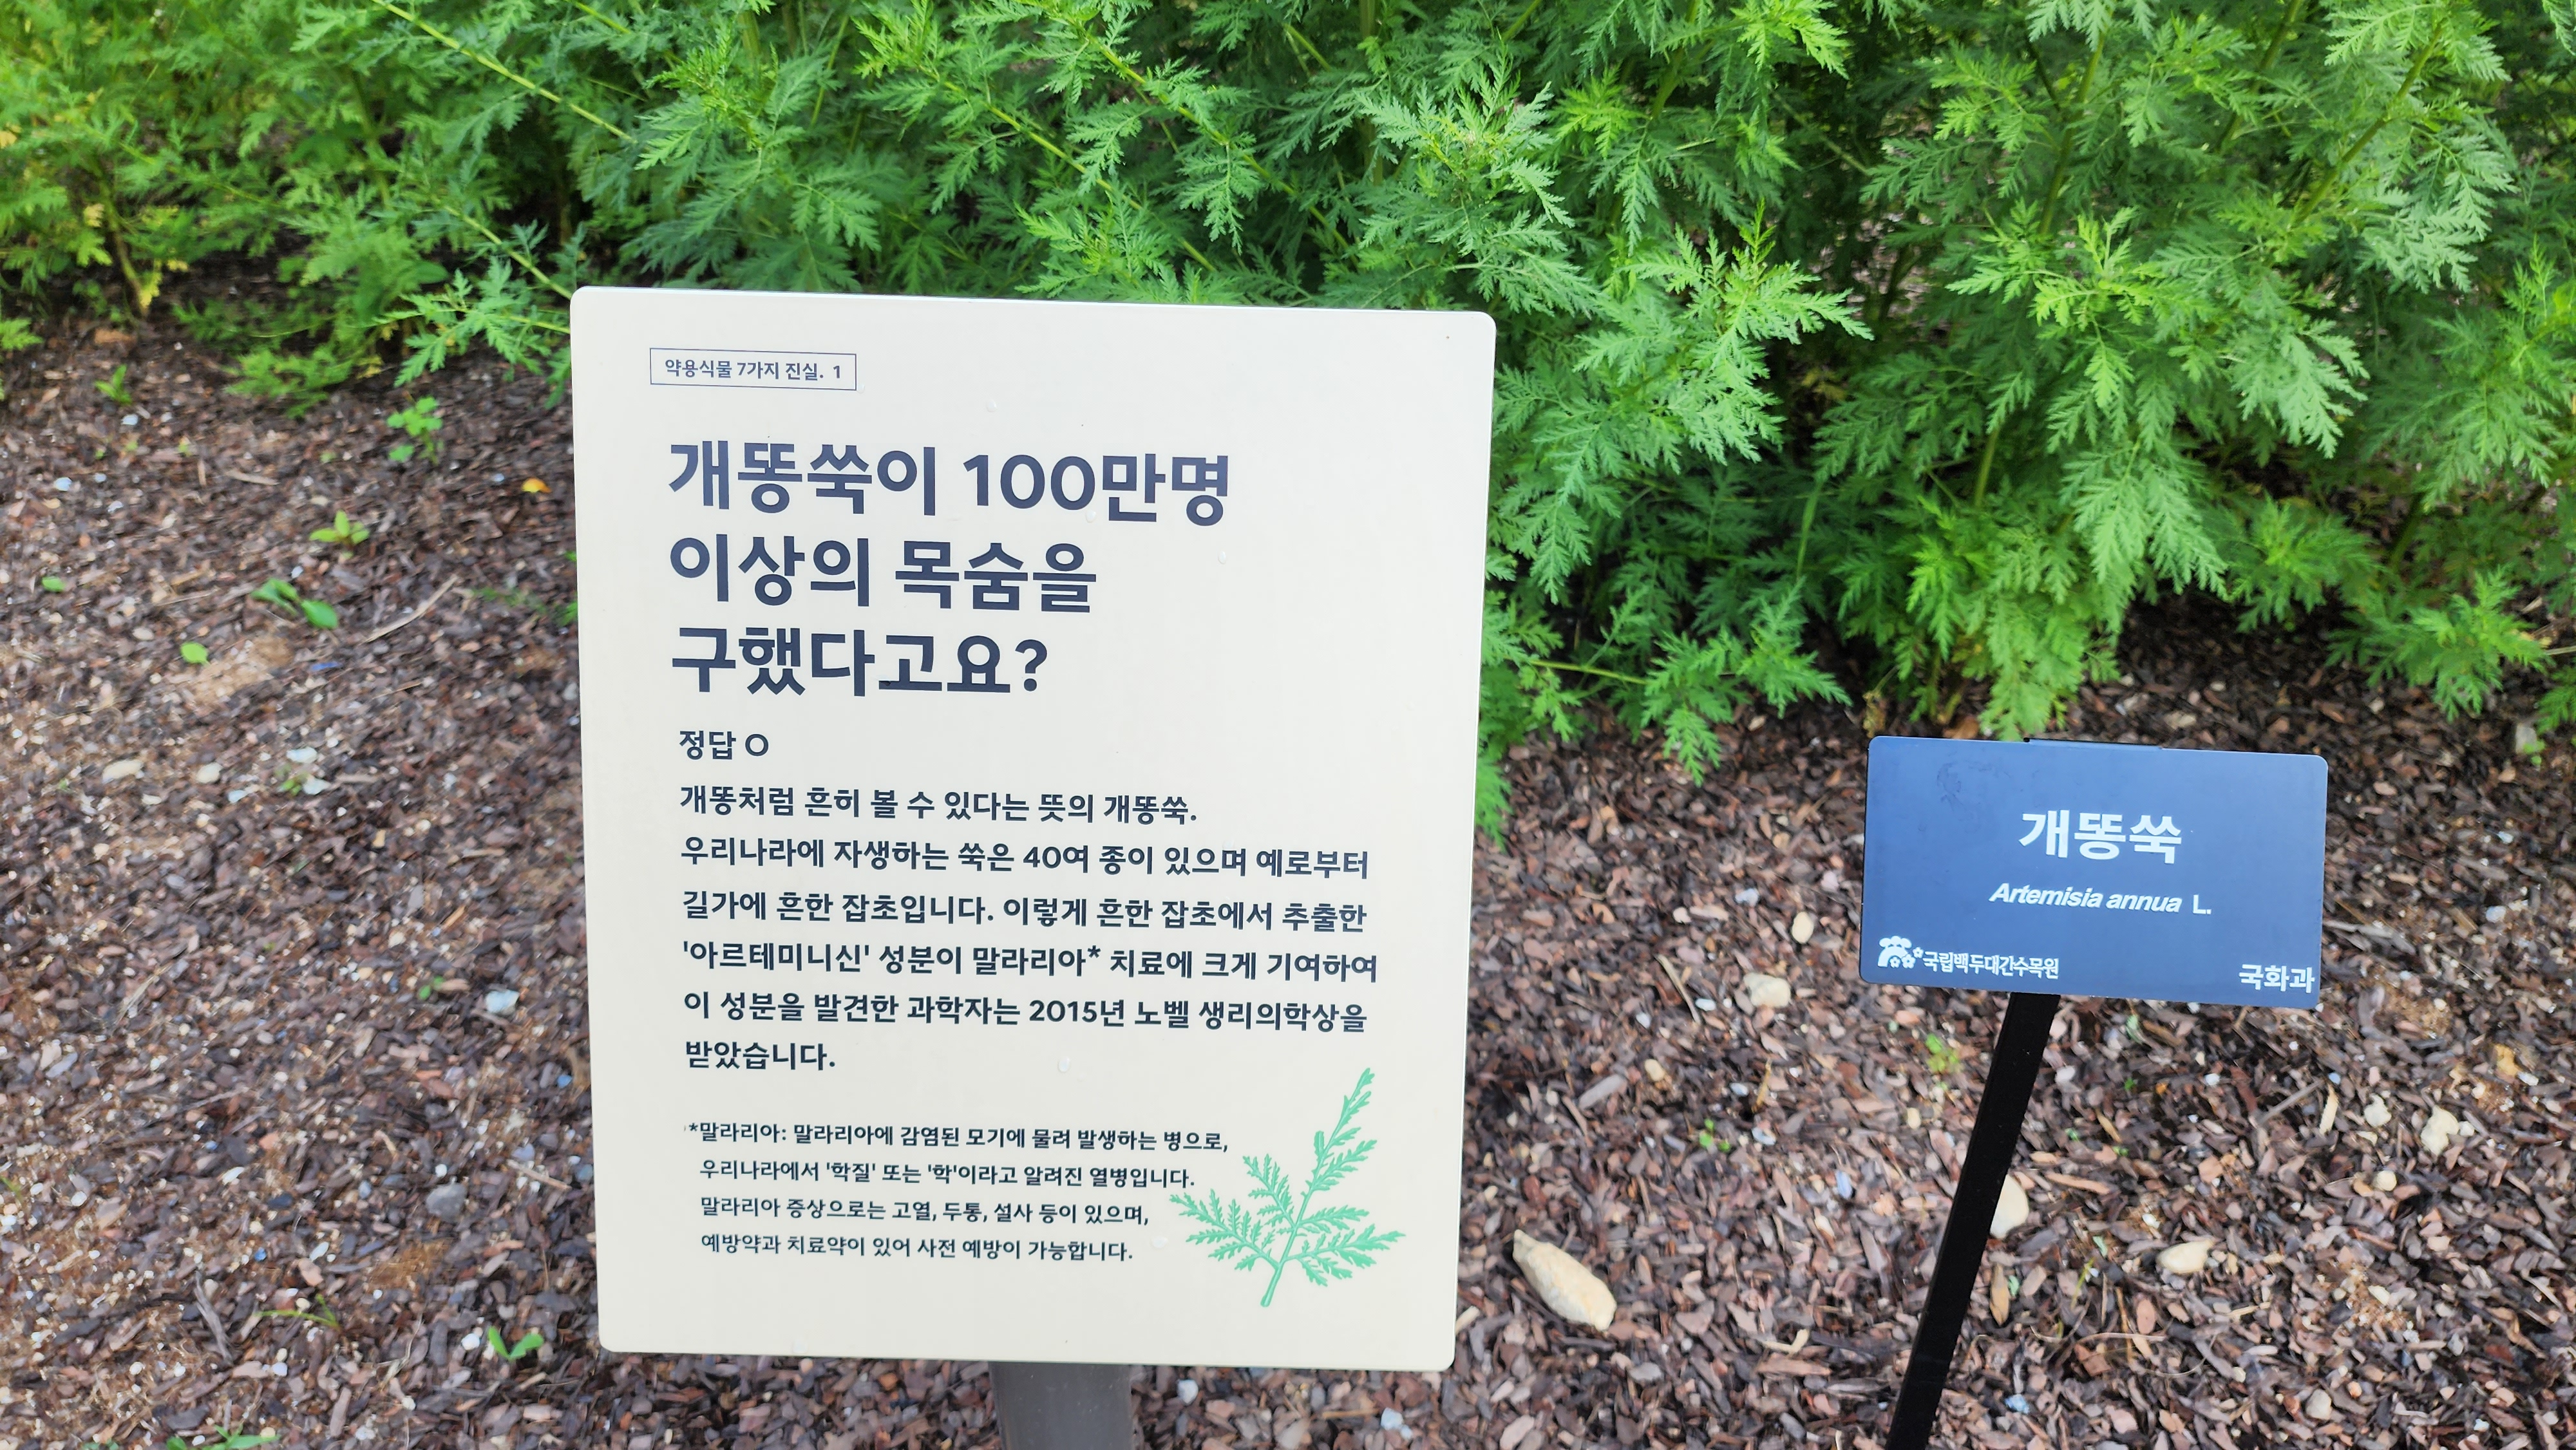 약용식물 7가지 진실. 1
개똥쑥이 100만명
이상의 목숨을
구했다고요?
정답 O
개똥처럼 흔히 볼 수 있다는 뜻의 개똥쑥.
우리나라에 자생하는 쑥은 40여 종이 있으며 예로부터
길가에 흔한 잡초입니다. 이렇게 흔한 잡초에서 추출한
'아르테미니신' 성분이 말라리아* 치료에 크게 기여하여
이 성분을 발견한 과학자는 2015년 노벨 생리의학상을
받았습니다.
*말라리아: 말라리아에 감염된 모기에 물려 발생하는 병으로,
우리나라에서 '학질' 또는 '학'이라고 알려진 열병입니다.
말라리아 증상으로는 고열, 두통, 설사 등이 있으며,
예방약과 치료약이 있어 사전 예방이 가능합니다.
개똥쑥
Artemisia annua L.
국립백두대간수목원
국화과